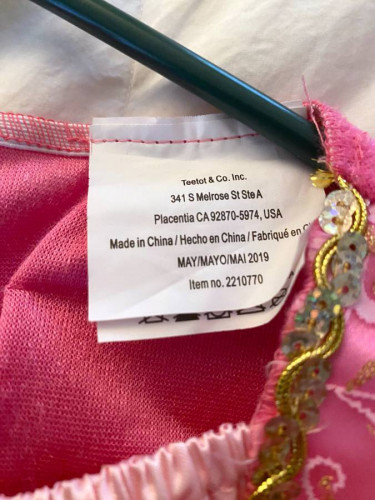 Teetot & Co. Inc.
341 S Melrose St Ste A
Placentia CA 92870-5974, USA
Made in China / Hecho en China / Fabriqué en
MAY/MAYO/MAI 2019
Item no. 2210770